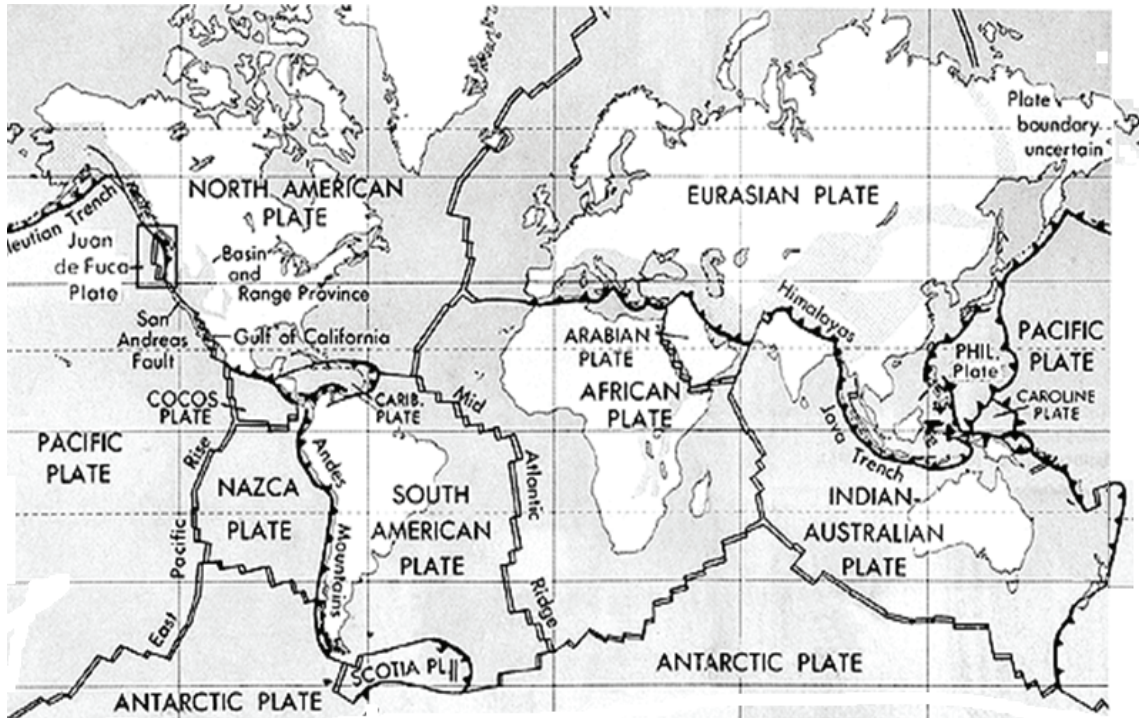 Plate
boundary
uncertain
NORTH AMERICAN
PLATE
EURASIAN PLATE
leutian Trench
Juan
de Fuca
Plate
Basin
and
Range Province
San
Andreas
Fault
Gulf of California
Himalayas
ARABIAN
PLATE
PACIFIC
PLATE
PHIL.
Plate
AFRICAN
PLATE
CAROLINE
PLATE
COCOS
PLATE
CARIB.
PLATE
Mid
Atlantic
Ridge
PACIFIC
PLATE
East
Pacific
Rise
NAZCA
PLATE
Andes
Mountains
SOUTH
AMERICAN
PLATE
Java
Trench
INDIAN-
AUSTRALIAN
PLATE
SCOTIA PL
ANTARCTIC PLATE
ANTARCTIC PLATE